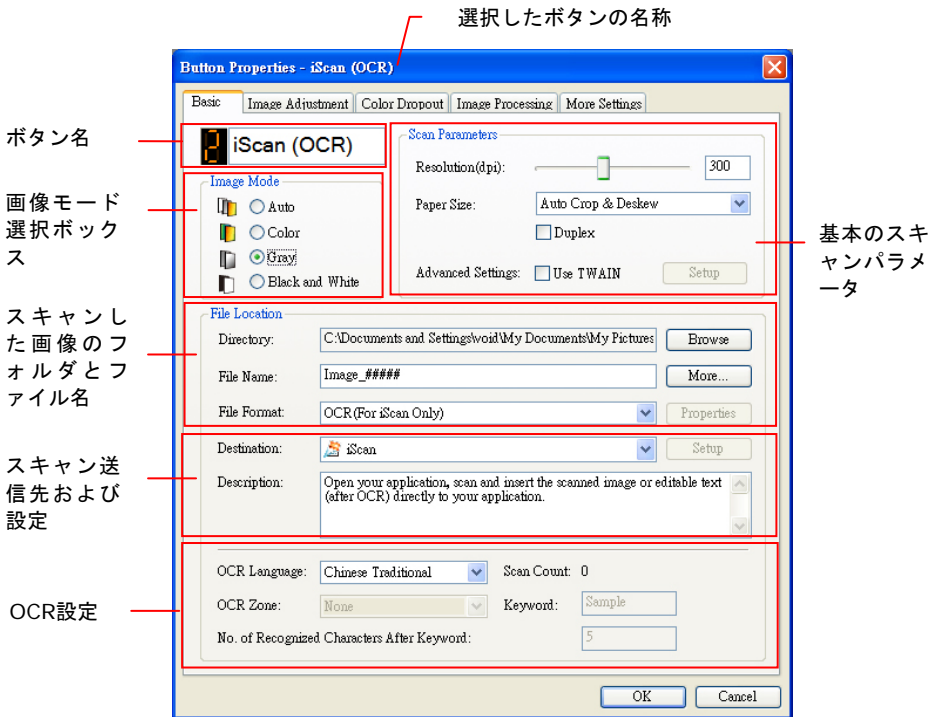 選択したボタンの名称
Button Properties - iScan (OCR)
Basic
Image Adjustment
Color Dropout
Image Processing
More Settings
ボタン名
2 iScan (OCR)
画像モード
選択ボック
ス
Image Mode
Auto
Color
Gray
Black and White
Scan Parameters
Resolution(dpi):
300
Paper Size:
Auto Crop & Deskew
Duplex
Advanced Settings:
Use TWAIN
Setup
基本のスキ
ャンパラメ
ータ
スキャンし
た画像のフ
ォルダとフ
ァイル名
File Location
Directory:
C:\Documents and Settings\void\My Documents\My Pictures
Browse
File Name:
Image_#####
More...
File Format:
OCR(For iScan Only)
Properties
スキャン送
信先および
設定
Destination:
iScan
Setup
Description:
Open your application, scan and insert the scanned image or editable text
(after OCR) directly to your application.
OCR設定
OCR Language:
Chinese Traditional
Scan Count: 0
OCR Zone:
None
Keyword:
Sample
No. of Recognized Characters After Keyword:
5
OK
Cancel